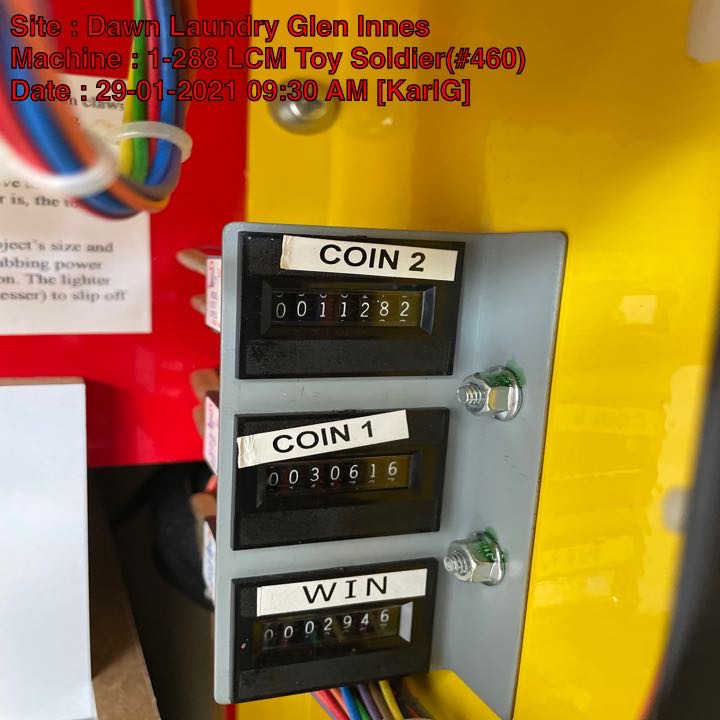 Site : Dawn Laundry Glen Innes
Machine : 1-288 LCM Toy Soldier(#460)
Date : 29-01-2021 09:30 AM [KarlG]
r is, the
ject's size and
bbing power
on. The lighter
esser) to slip off
COIN 2
0011282
COIN 1
0030616
WIN
0002946